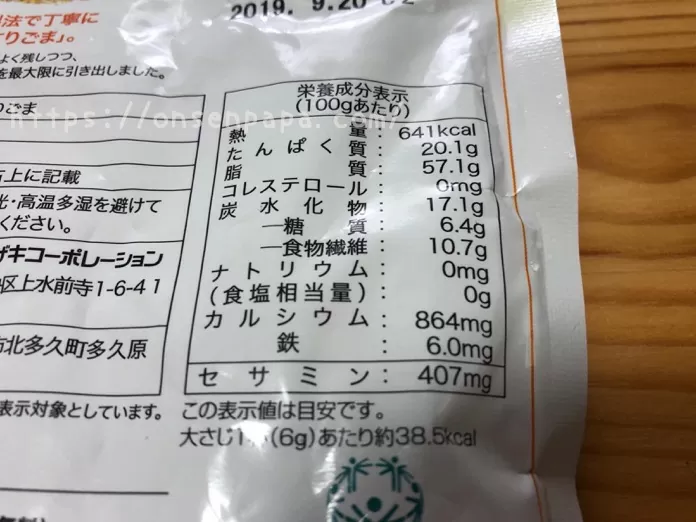 2019. 9.20
法で丁寧に
りごま」。
よく残しつつ、
を最大限に引き出しました。
りごま
https://onsenpapa.com/
上に記載
光・高温多湿を避けて
ください。
ザキコーポレーション
区上水前寺1-6-41
市北多久町多久原
表示対象としています。
栄養成分表示
(100gあたり)
熱量: 641kcal
たんぱく質: 20.1g
脂質: 57.1g
コレステロール: 0mg
炭水化物: 17.1g
―糖質: 6.4g
―食物繊維: 10.7g
ナトリウム: 0mg
(食塩相当量): 0g
カルシウム: 864mg
鉄: 6.0mg
セサミン: 407mg
この表示値は目安です。
大さじ1 (6g)あたり約38.5kcal